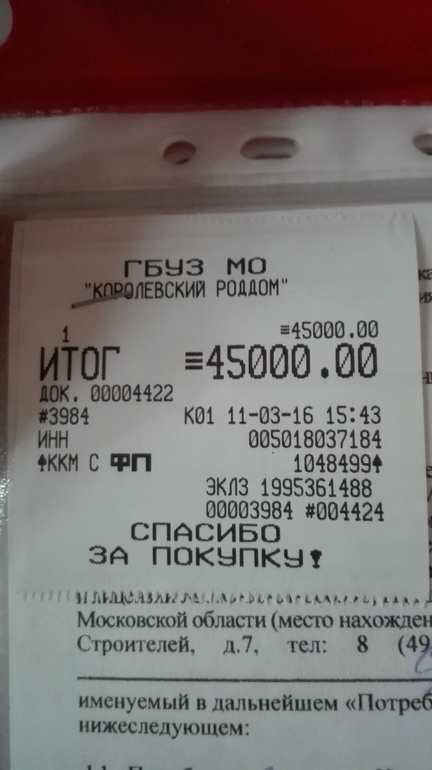 ГБУЗ МО
"КОРОЛЕВСКИЙ РОДДОМ"
1 ≡45000.00
ИТОГ ≡45000.00
ДОК. 00004422
#3984 К01 11-03-16 15:43
ИНН 005018037184
↑ККМ С ФП 1048499↑
ЭКЛЗ 1995361488
00003984 #004424
СПАСИБО
ЗА ПОКУПКУ!
Московской области (место нахожден
Строителей, д.7, тел: 8 (49
именуемый в дальнейшем «Потреб
нижеследующем: